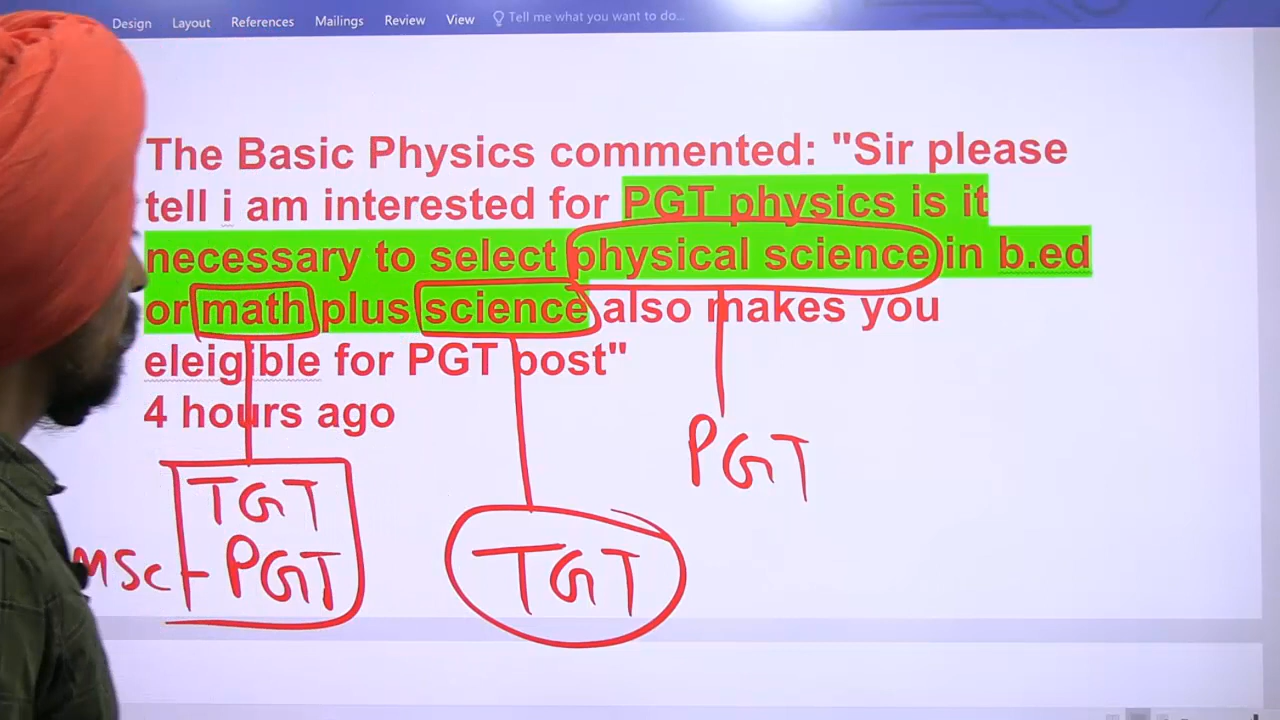 Design Layout References Mailings Review View Tell me what you want to do...
The Basic Physics commented: "Sir please
tell i am interested for PGT physics is it
necessary to select physical science in b.ed
or math plus science also makes you
eleigible for PGT post"
4 hours ago
PGT
TGT
MSc - PGT
TGT